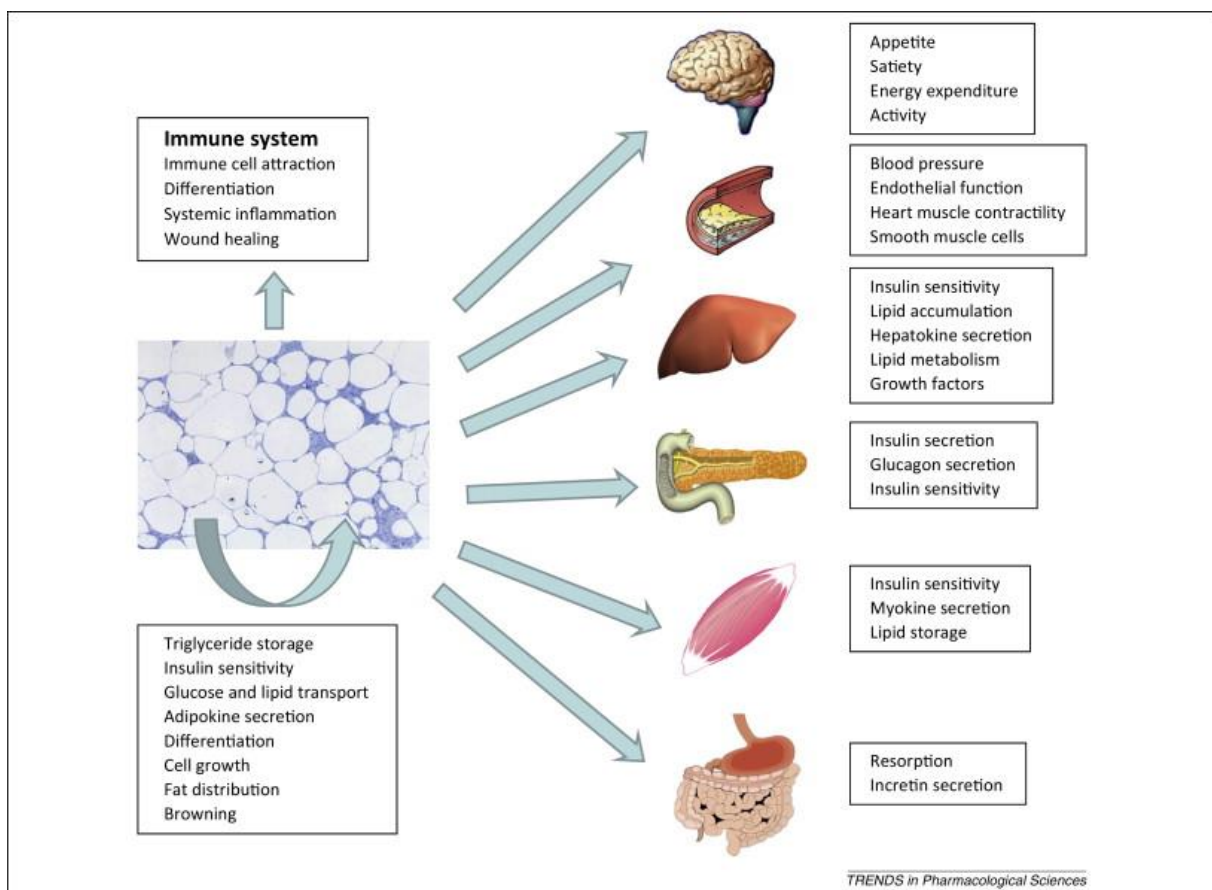 Appetite
Satiety
Energy expenditure
Activity
Immune system
Immune cell attraction
Differentiation
Systemic inflammation
Wound healing
Blood pressure
Endothelial function
Heart muscle contractility
Smooth muscle cells
Insulin sensitivity
Lipid accumulation
Hepatokine secretion
Lipid metabolism
Growth factors
Insulin secretion
Glucagon secretion
Insulin sensitivity
Insulin sensitivity
Myokine secretion
Lipid storage
Triglyceride storage
Insulin sensitivity
Glucose and lipid transport
Adipokine secretion
Differentiation
Cell growth
Fat distribution
Browning
Resorption
Incretin secretion
TRENDS in Pharmacological Sciences